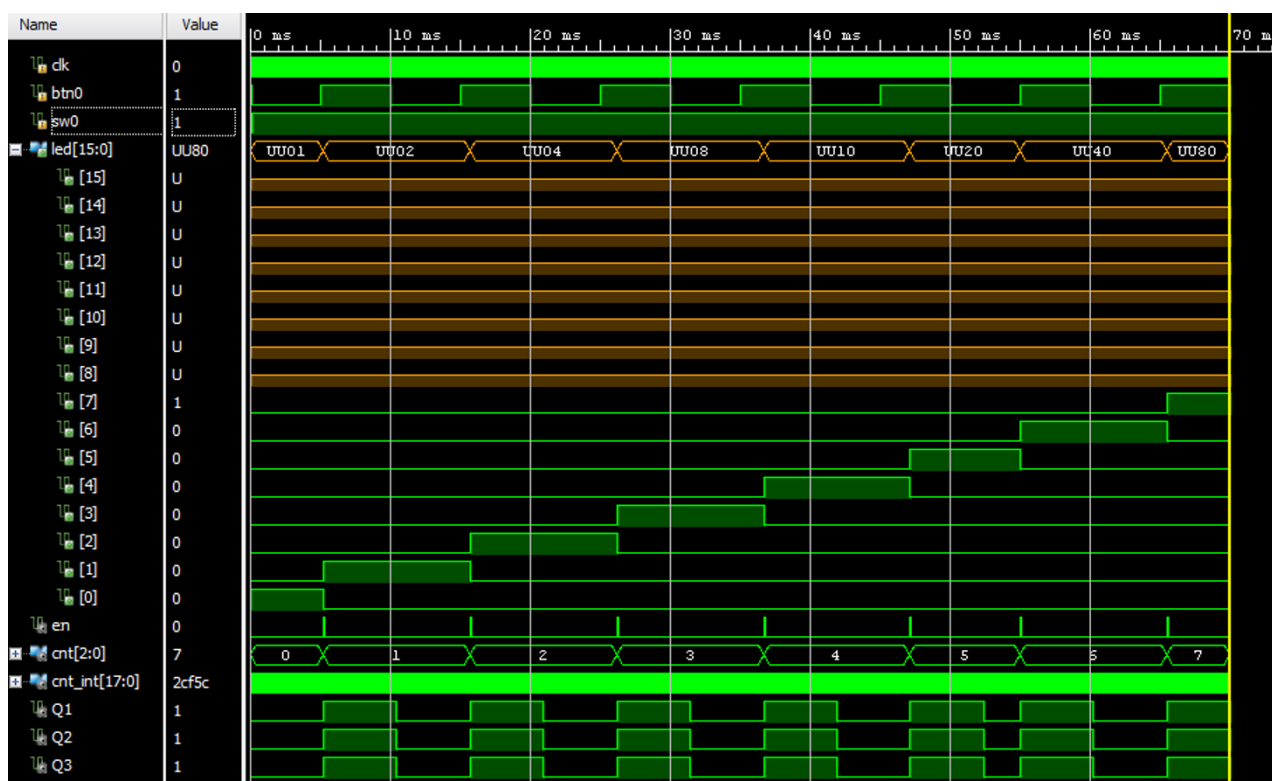 Name Value
0 ms 10 ms 20 ms 30 ms 40 ms 50 ms 60 ms 70 m
clk 0
btn0 1
sw0 1
led[15:0] UU80 UU01 UU02 UU04 UU08 UU10 UU20 UU40 UU80
[15] U
[14] U
[13] U
[12] U
[11] U
[10] U
[9] U
[8] U
[7] 1
[6] 0
[5] 0
[4] 0
[3] 0
[2] 0
[1] 0
[0] 0
en 0
cnt[2:0] 7 0 1 2 3 4 5 6 7
cnt_int[17:0] 2cf5c
Q1 1
Q2 1
Q3 1